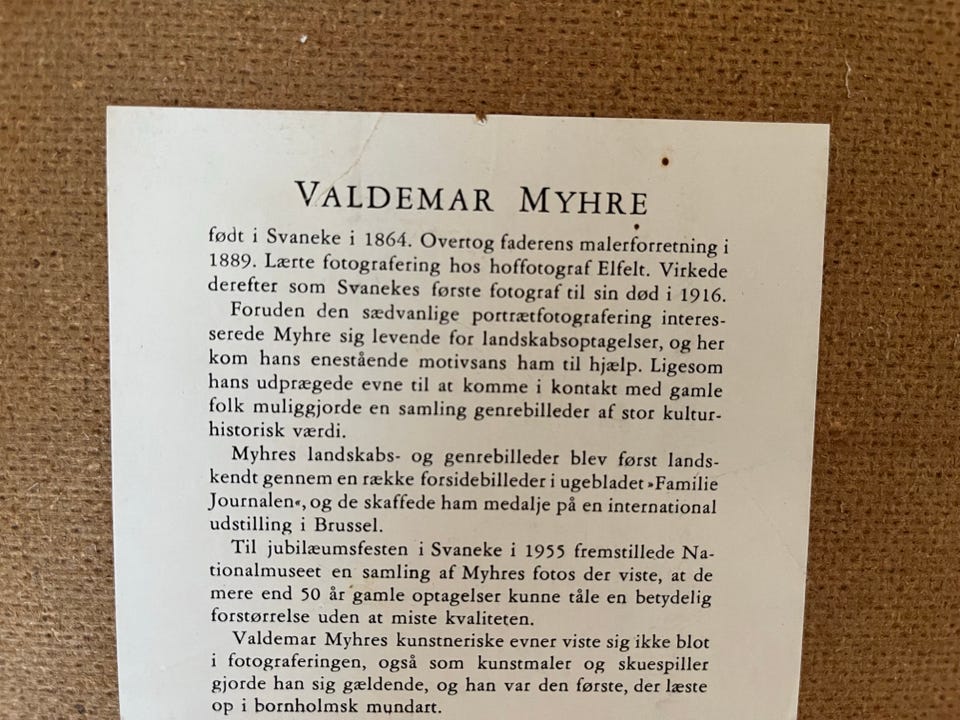 VALDEMAR MYHRE
født i Svaneke i 1864. Overtog faderens malerforretning i
1889. Lærte fotografering hos hoffotograf Elfelt. Virkede
derefter som Svanekes første fotograf til sin død i 1916.
Foruden den sædvanlige portrætfotografering interes-
serede Myhre sig levende for landskabsoptagelser, og her
kom hans enestående motivsans ham til hjælp. Ligesom
hans udprægede evne til at komme i kontakt med gamle
folk muliggjorde en samling genrebilleder af stor kultur-
historisk værdi.
Myhres landskabs- og genrebilleder blev først lands-
kendt gennem en række forsidebilleder i ugebladet »Familie
Journalen«, og de skaffede ham medalje på en international
udstilling i Brussel.
Til jubilæumsfesten i Svaneke i 1955 fremstillede Na-
tionalmuseet en samling af Myhres fotos der viste, at de
mere end 50 år gamle optagelser kunne tåle en betydelig
forstørrelse uden at miste kvaliteten.
Valdemar Myhres kunstneriske evner viste sig ikke blot
i fotograferingen, også som kunstmaler og skuespiller
gjorde han sig gældende, og han var den første, der læste
op i bornholmsk mundart.